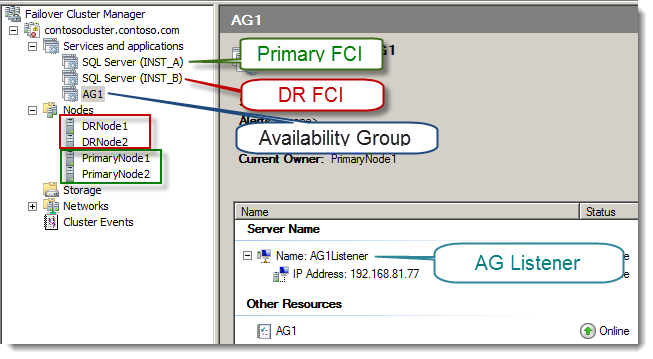 Failover Cluster Manager
contosocluster.contoso.com
Services and applications
SQL Server (INST_A)
SQL Server (INST_B)
AG1
Nodes
DRNode1
DRNode2
PrimaryNode1
PrimaryNode2
Storage
Networks
Cluster Events
AG1
Primary FCI
DR FCI
Availability Group
Current Owner: PrimaryNode1
Name Status
Server Name
Name: AG1Listener
AG Listener
IP Address: 192.168.81.77
Other Resources
AG1 Online